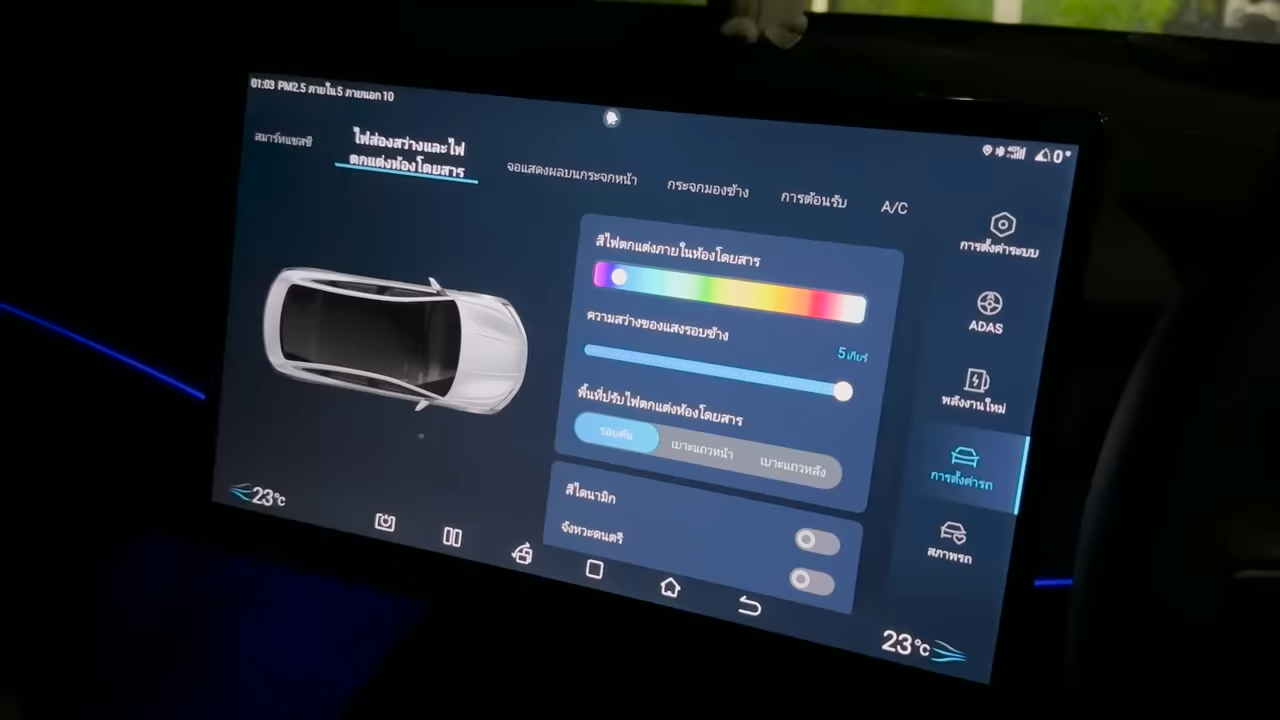 01:03 PM2.5 ภายใน 5 ภายนอก 10
สมาร์ทแชสซี
ไฟส่องสว่างและไฟ
ตกแต่งห้องโดยสาร
จอแสดงผลบนกระจกหน้า
กระจกมองข้าง
การต้อนรับ
A/C
0°
สีไฟตกแต่งภายในห้องโดยสาร
ความสว่างของแสงรอบข้าง
5เกียร์
พื้นที่ปรับไฟตกแต่งห้องโดยสาร
รอบคัน
เบาะแถวหน้า
เบาะแถวหลัง
สีไดนามิก
จังหวะดนตรี
การตั้งค่าระบบ
ADAS
พลังงานใหม่
การตั้งค่ารถ
สภาพรถ
23°C
23°C